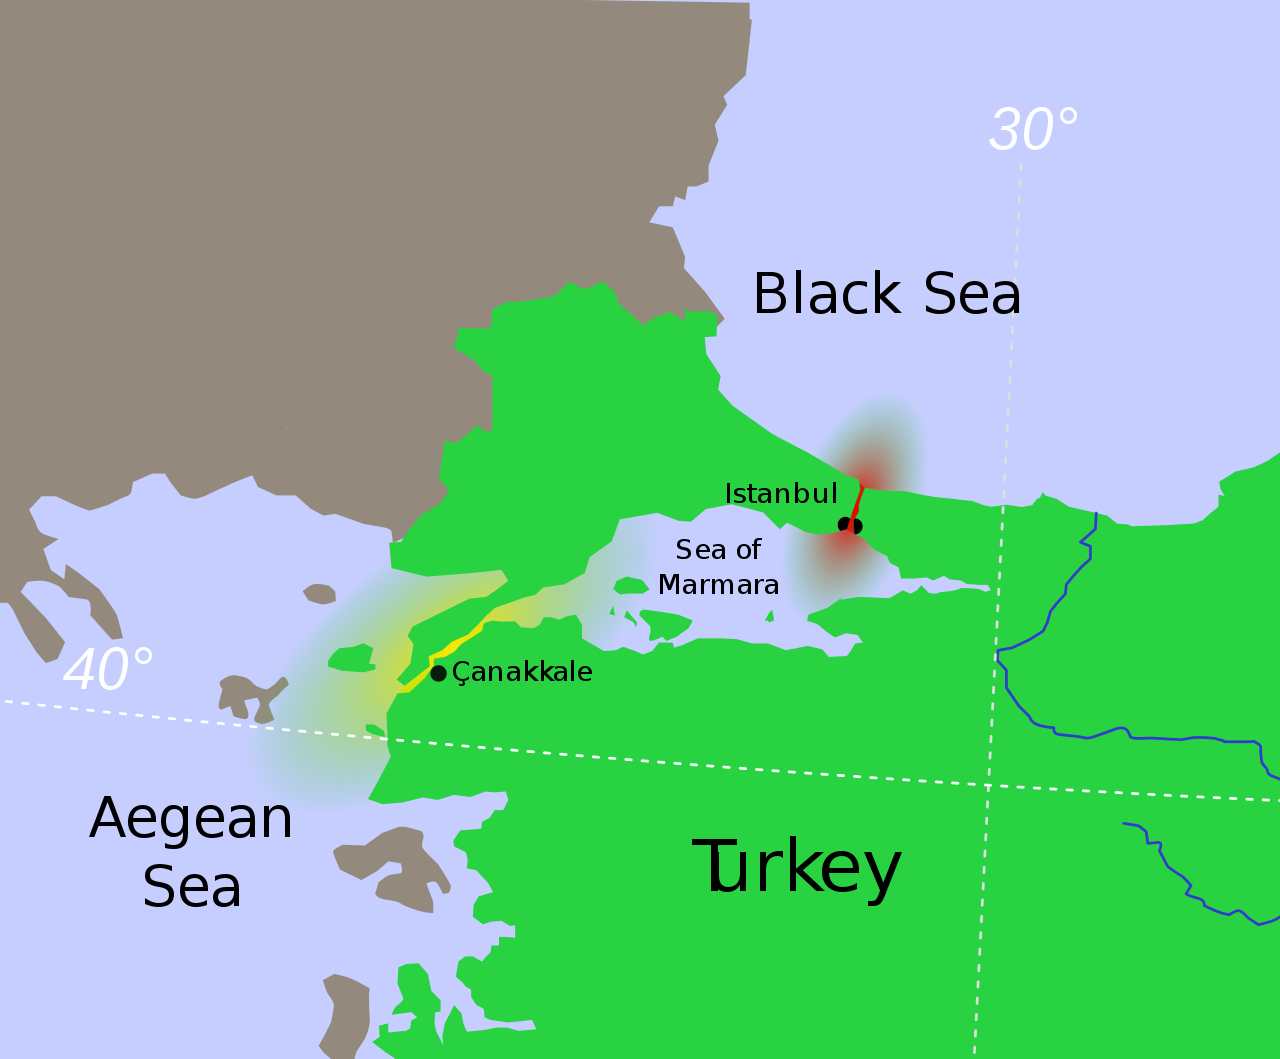 30°
Black Sea
Istanbul
Sea of
Marmara
40°
Çanakkale
Aegean
Sea
Turkey